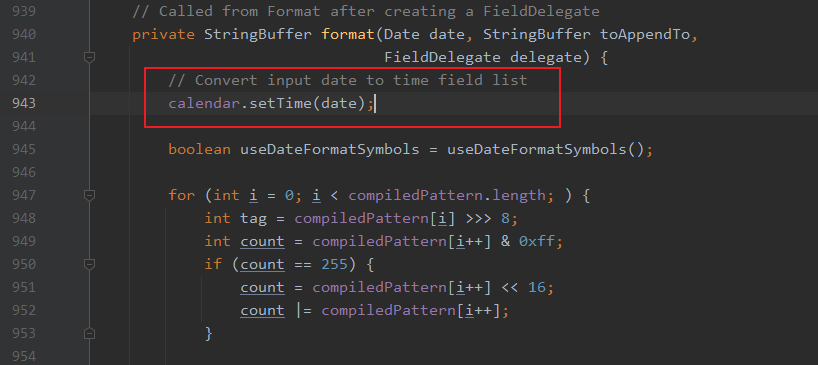 939 // Called from Format after creating a FieldDelegate
940 private StringBuffer format(Date date, StringBuffer toAppendTo,
941 FieldDelegate delegate) {
942 // Convert input date to time field list
943 calendar.setTime(date);
944
945 boolean useDateFormatSymbols = useDateFormatSymbols();
946
947 for (int i = 0; i < compiledPattern.length; ) {
948 int tag = compiledPattern[i] >>> 8;
949 int count = compiledPattern[i++] & 0xff;
950 if (count == 255) {
951 count = compiledPattern[i++] << 16;
952 count |= compiledPattern[i++];
953 }
954